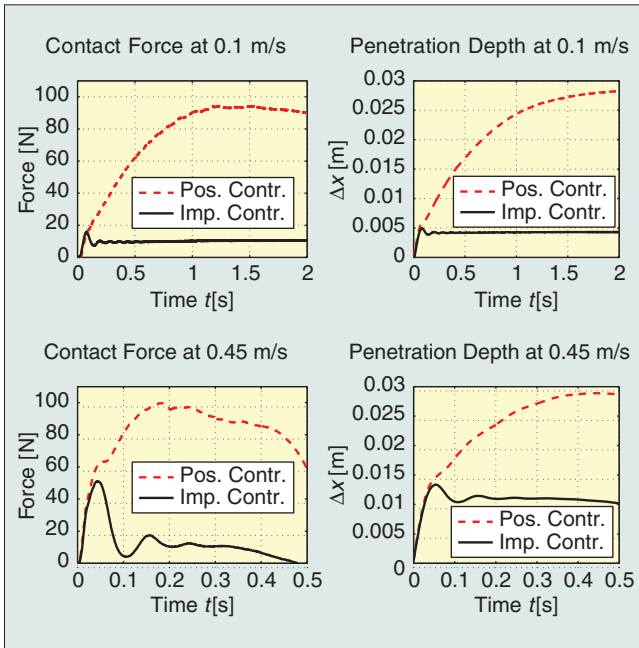 Contact Force at 0.1 m/s
Force [N]
100
80
60
40
20
0
Pos. Contr.
Imp. Contr.
0 0.5 1 1.5 2
Time t[s]
Penetration Depth at 0.1 m/s
Δx [m]
0.03
0.025
0.02
0.015
0.01
0.005
0
Pos. Contr.
Imp. Contr.
0 0.5 1 1.5 2
Time t[s]
Contact Force at 0.45 m/s
Force [N]
100
80
60
40
20
0
Pos. Contr.
Imp. Contr.
0 0.1 0.2 0.3 0.4 0.5
Time t[s]
Penetration Depth at 0.45 m/s
Δx [m]
0.03
0.025
0.02
0.015
0.01
0.005
0
Pos. Contr.
Imp. Contr.
0 0.1 0.2 0.3 0.4 0.5
Time t[s]